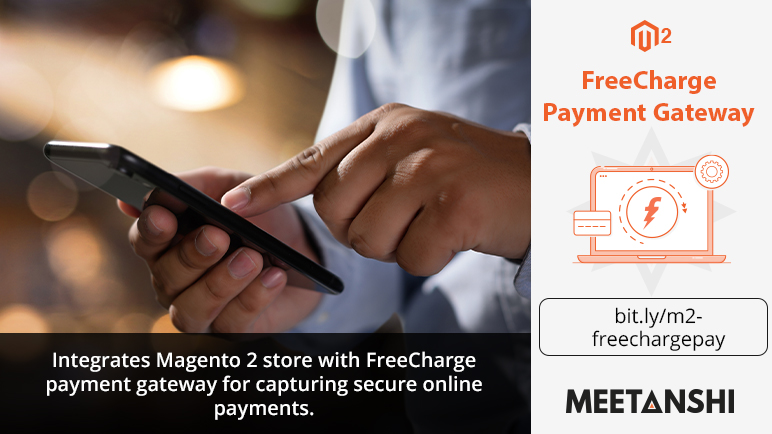 2
FreeCharge
Payment Gateway
bit.ly/m2-
freechargepay
MEETANSHI
Integrates Magento 2 store with FreeCharge
payment gateway for capturing secure online
payments.